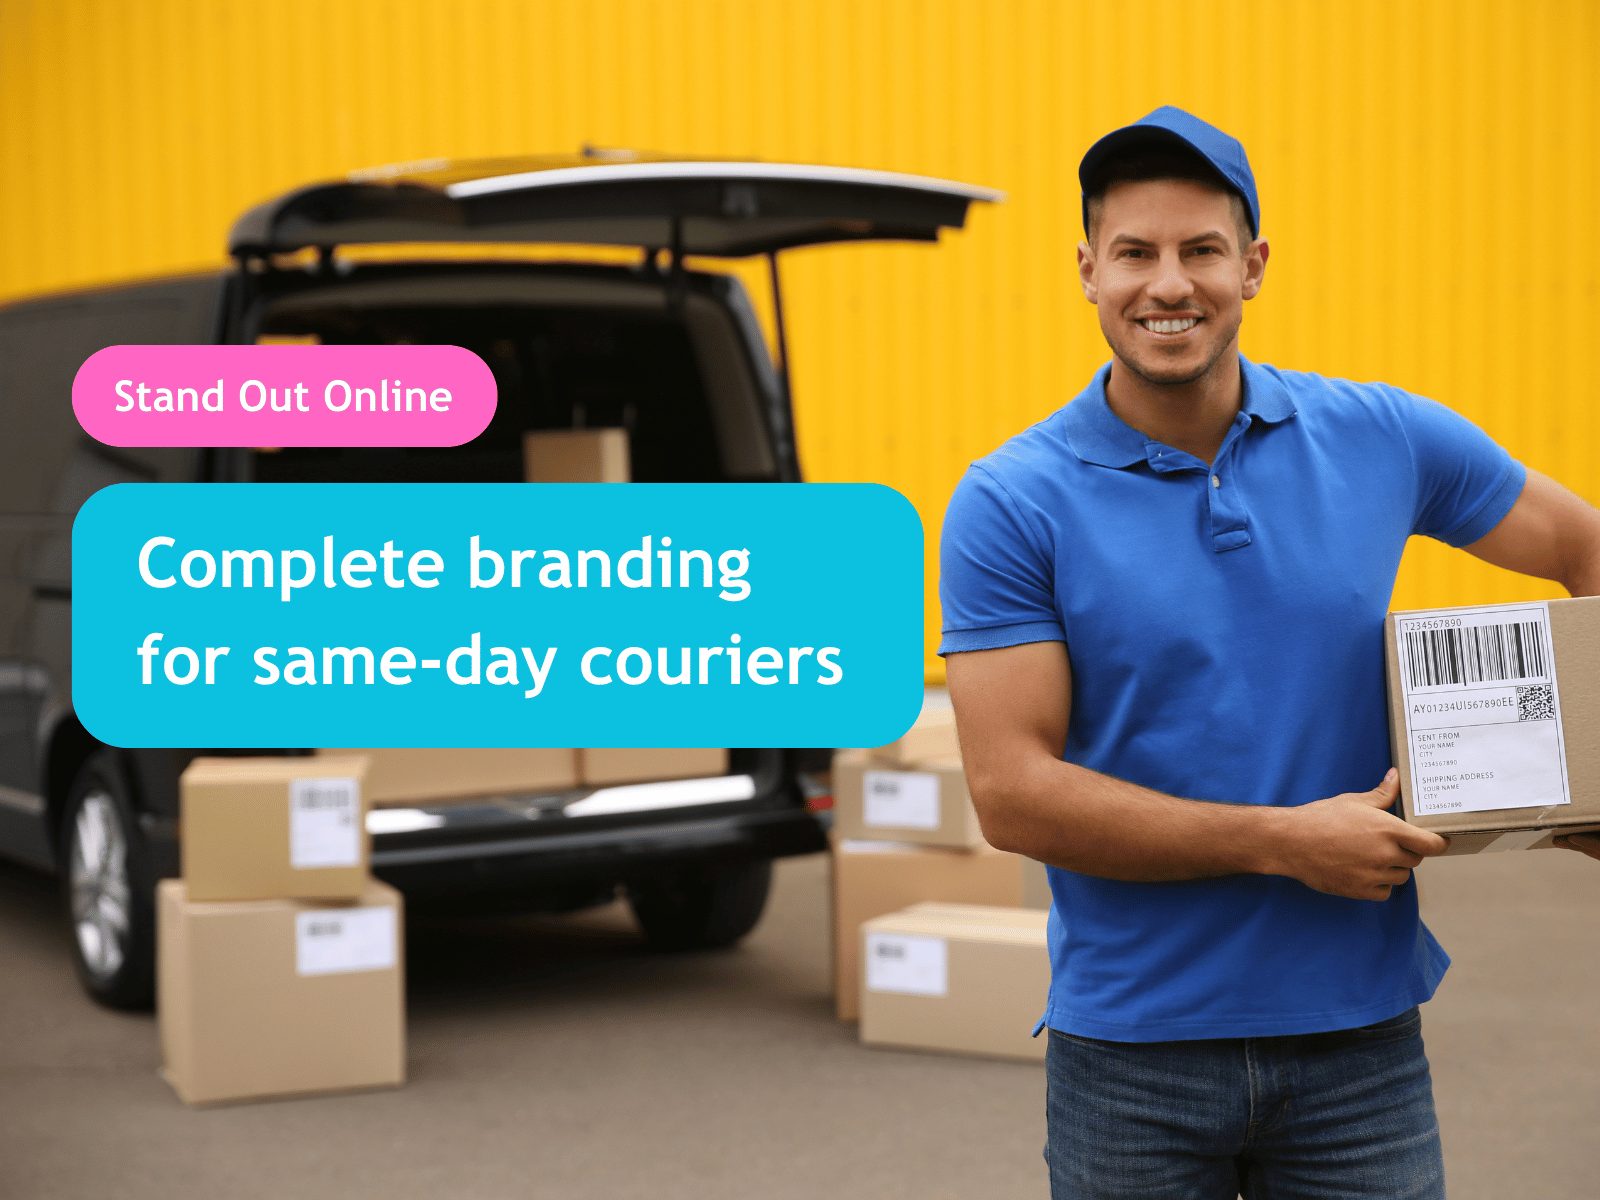 Stand Out Online
Complete branding
for same-day couriers
1234567890
AY01234UI567890EE
SENT FROM
YOUR NAME
CITY
1234567890
SHIPPING ADDRESS
YOUR NAME
CITY
1234567890